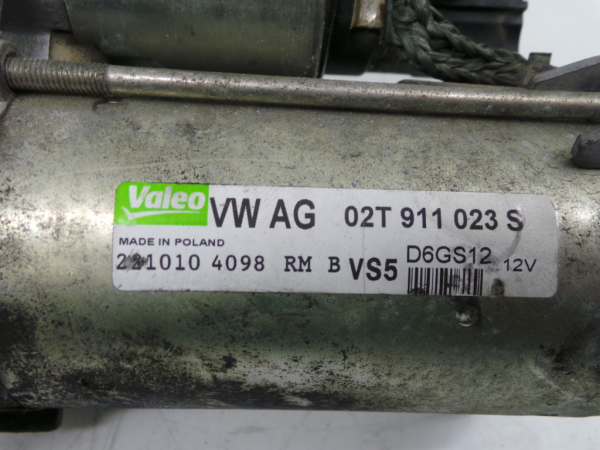 Valeo VW AG 02T 911 023 S
MADE IN POLAND
221010 4098 RM B VS5 D6GS12 12V